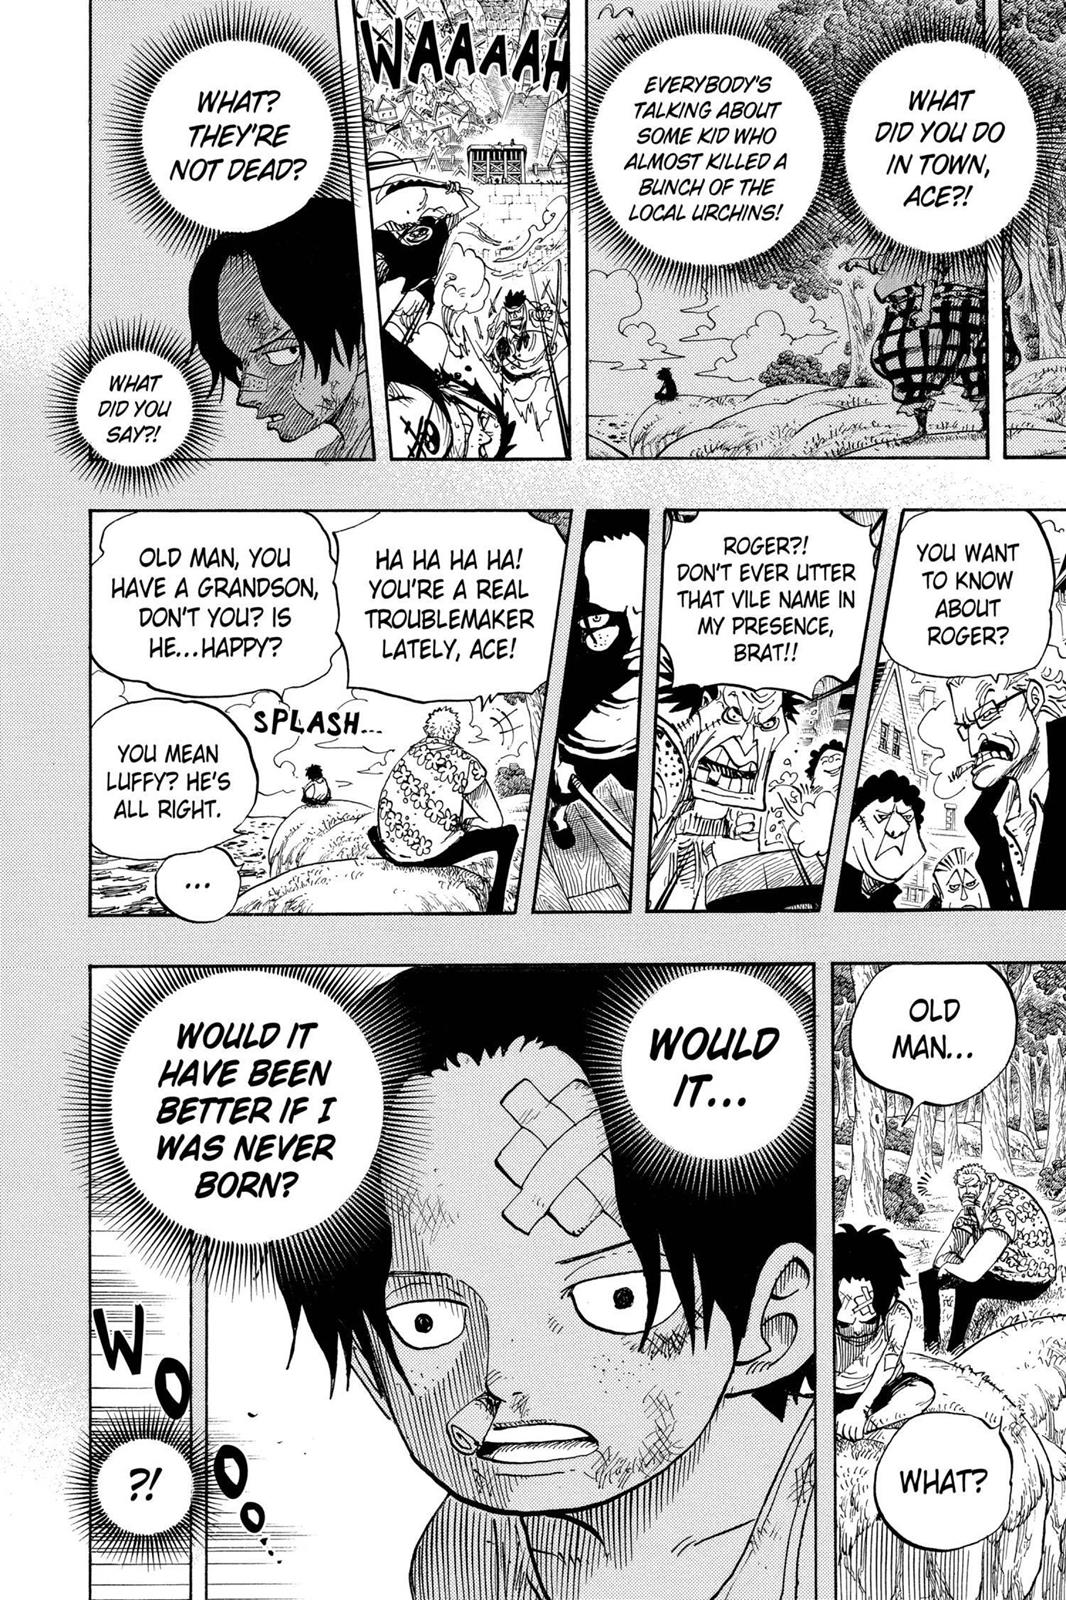 WHAT
DID YOU DO
IN TOWN,
ACE?!
EVERYBODY'S
TALKING ABOUT
SOME KID WHO
ALMOST KILLED A
BUNCH OF THE
LOCAL URCHINS!
WAAAAAH
WHAT?
THEY'RE
NOT DEAD?
WHAT
DID YOU
SAY?!
YOU WANT
TO KNOW
ABOUT
ROGER?
ROGER?!
DON'T EVER UTTER
THAT VILE NAME IN
MY PRESENCE,
BRAT!!
HA HA HA HA!
YOU'RE A REAL
TROUBLEMAKER
LATELY, ACE!
OLD MAN, YOU
HAVE A GRANDSON,
DON'T YOU? IS
HE...HAPPY?
SPLASH...
YOU MEAN
LUFFY? HE'S
ALL RIGHT.
...
OLD
MAN...
WHAT?
WOULD
IT...
WOULD IT
HAVE BEEN
BETTER IF I
WAS NEVER
BORN?
WOOO...
?!